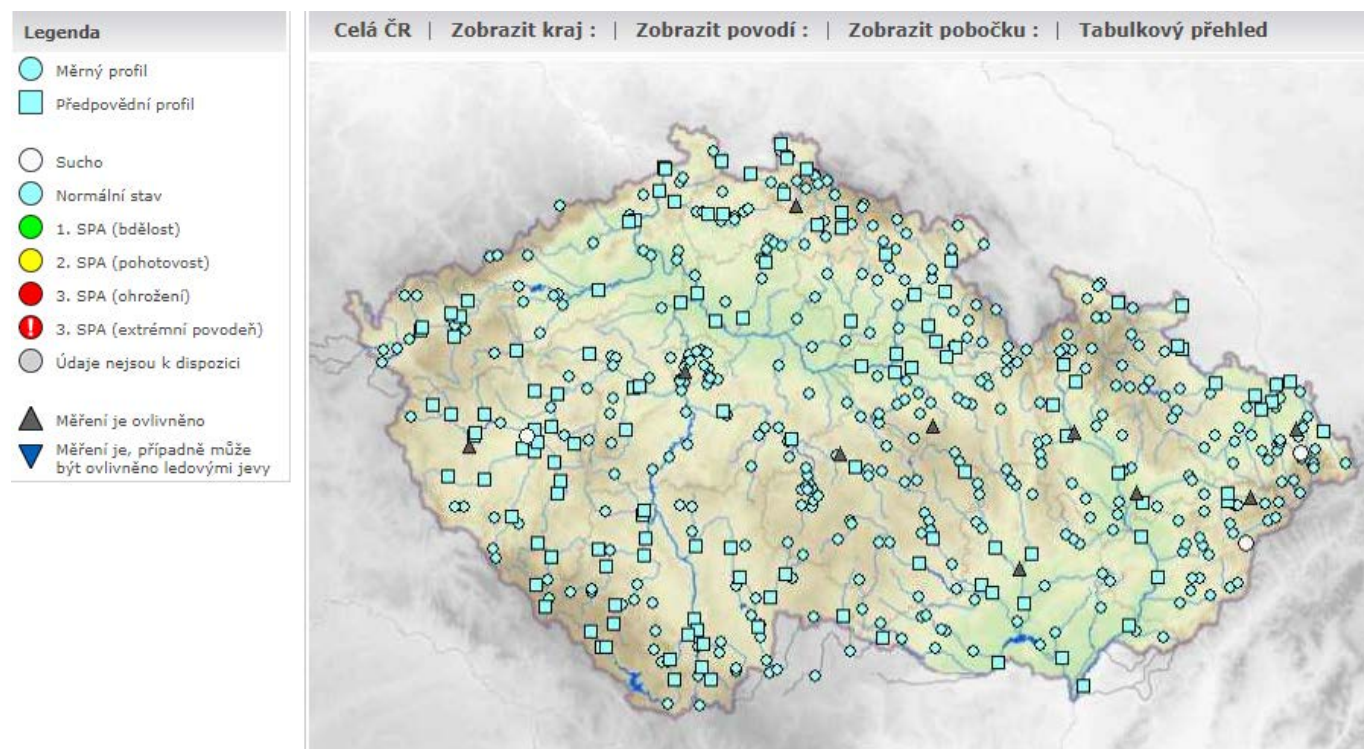 Legenda
Měrný profil
Předpovědní profil
Sucho
Normální stav
1. SPA (bdělost)
2. SPA (pohotovost)
3. SPA (ohrožení)
3. SPA (extrémní povodeň)
Údaje nejsou k dispozici
Měření je ovlivněno
Měření je, případně může
být ovlivněno ledovými jevy
Celá ČR | Zobrazit kraj : | Zobrazit povodí : | Zobrazit pobočku : | Tabulkový přehled